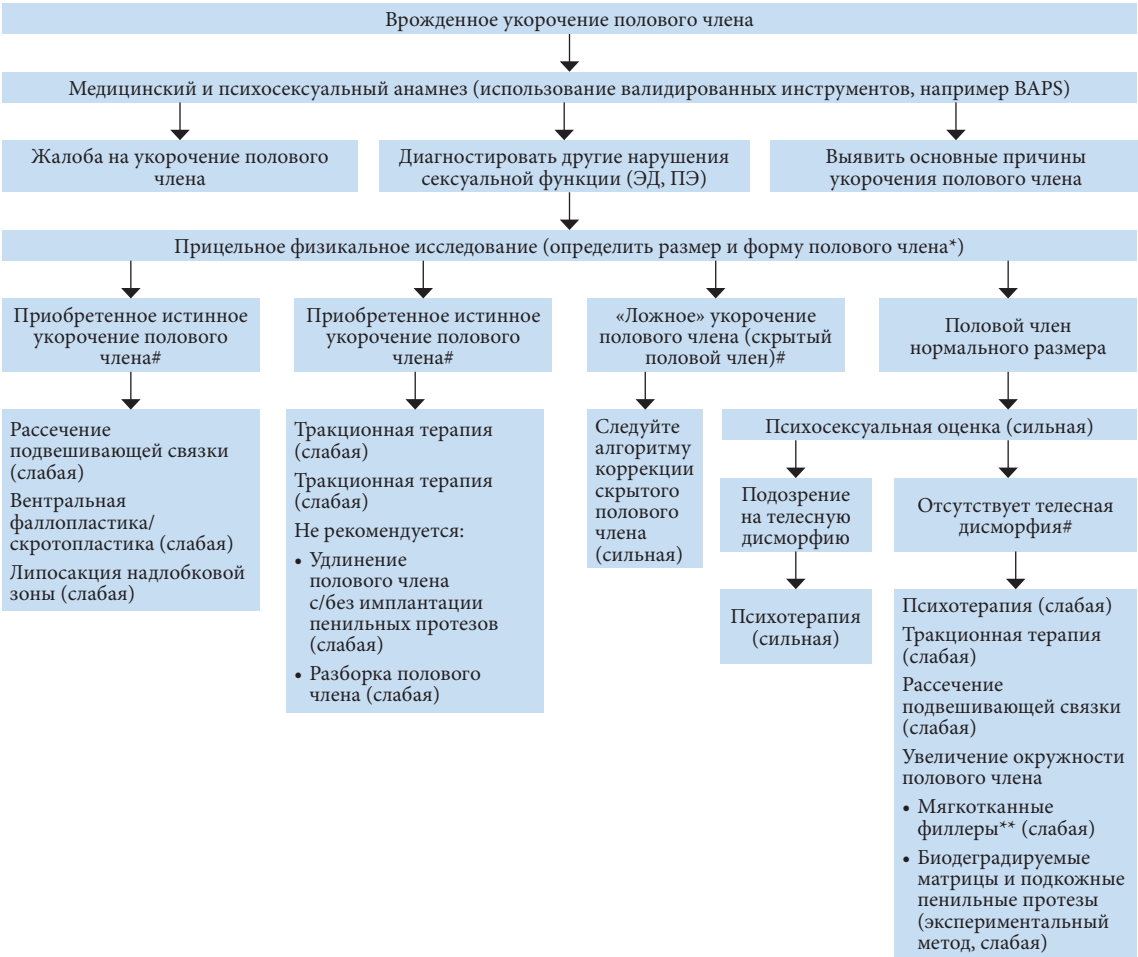 Врожденное укорочение полового члена
Медицинский и психосексуальный анамнез (использование валидированных инструментов, например BAPS)
Жалоба на укорочение полового
члена
Диагностировать другие нарушения
сексуальной функции (ЭД, ПЭ)
Выявить основные причины
укорочения полового члена
Прицельное физикальное исследование (определить размер и форму полового члена*)
Приобретенное истинное
укорочение полового
члена#
Приобретенное истинное
укорочение полового
члена#
«Ложное» укорочение
полового члена (скрытый
половой член)#
Половой член
нормального размера
Рассечение
подвешивающей связки
(слабая)
Вентральная
фаллопластика/
скротопластика (слабая)
Липосакция надлобковой
зоны (слабая)
Тракционная терапия
(слабая)
Тракционная терапия
(слабая)
Не рекомендуется:
• Удлинение
полового члена
с/без имплантации
пенильных протезов
(слабая)
• Разборка полового
члена (слабая)
Следуйте
алгоритму
коррекции
скрытого
полового
члена
(сильная)
Психосексуальная оценка (сильная)
Подозрение
на телесную
дисморфию
Отсутствует телесная
дисморфия#
Психотерапия
(сильная)
Психотерапия (слабая)
Тракционная терапия
(слабая)
Рассечение
подвешивающей связки
(слабая)
Увеличение окружности
полового члена
• Мягкотканные
филлеры** (слабая)
• Биодеградируемые
матрицы и подкожные
пенильные протезы
(экспериментальный
метод, слабая)